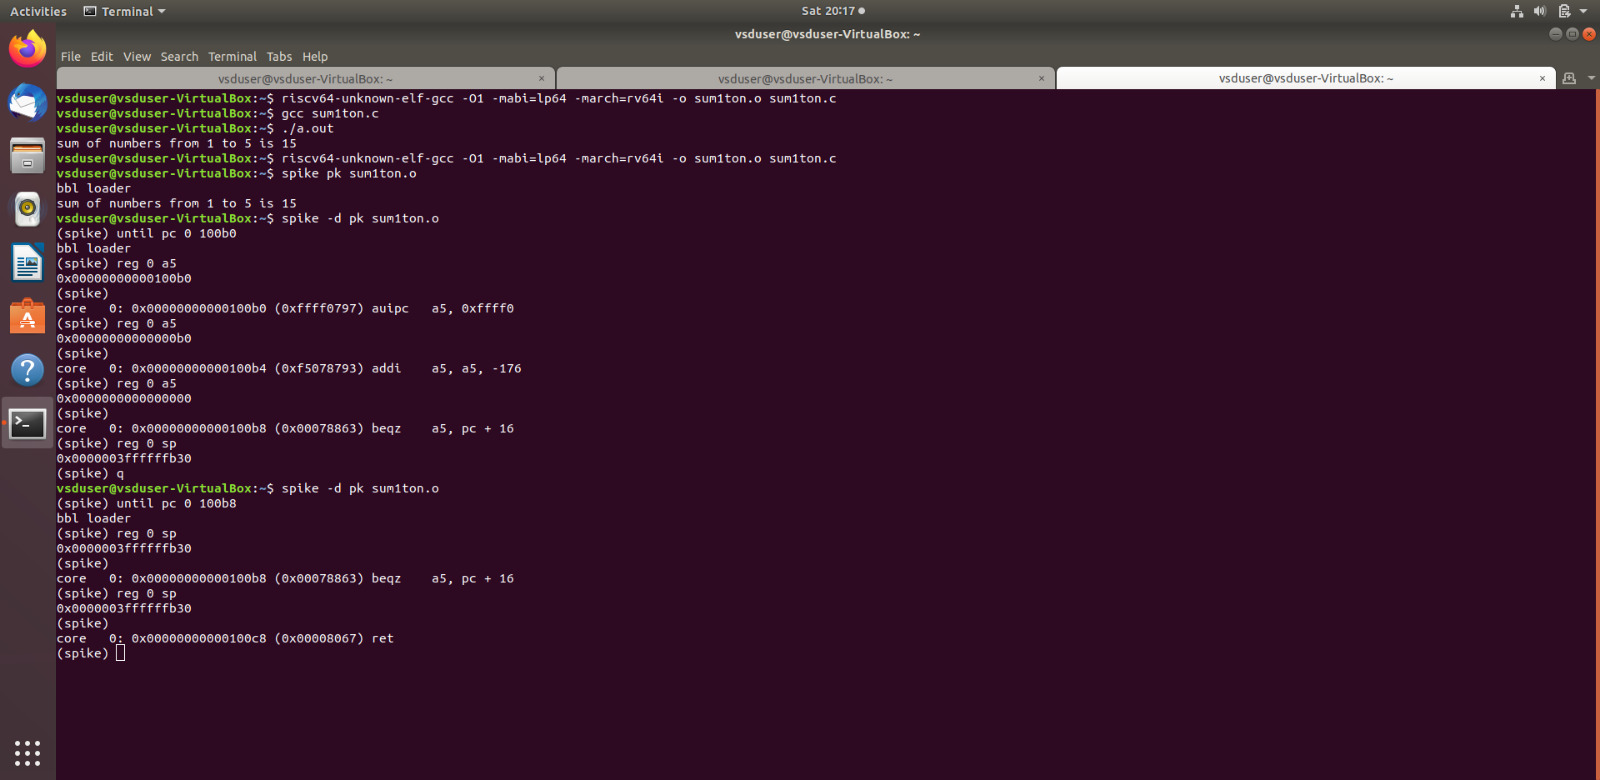 Activities Terminal Sat 20:17
vsduser@vsduser-VirtualBox: ~
File Edit View Search Terminal Tabs Help
vsduser@vsduser-VirtualBox: ~ × vsduser@vsduser-VirtualBox: ~ × vsduser@vsduser-VirtualBox: ~ ×
vsduser@vsduser-VirtualBox:~$ riscv64-unknown-elf-gcc -O1 -mabi=lp64 -march=rv64i -o sum1ton.o sum1ton.c
vsduser@vsduser-VirtualBox:~$ gcc sum1ton.c
vsduser@vsduser-VirtualBox:~$ ./a.out
sum of numbers from 1 to 5 is 15
vsduser@vsduser-VirtualBox:~$ riscv64-unknown-elf-gcc -O1 -mabi=lp64 -march=rv64i -o sum1ton.o sum1ton.c
vsduser@vsduser-VirtualBox:~$ spike pk sum1ton.o
bbl loader
sum of numbers from 1 to 5 is 15
vsduser@vsduser-VirtualBox:~$ spike -d pk sum1ton.o
(spike) until pc 0 100b0
bbl loader
(spike) reg 0 a5
0x00000000000100b0
(spike)
core   0: 0x00000000000100b0 (0xffff0797) auipc   a5, 0xffff0
(spike) reg 0 a5
0x00000000000000b0
(spike)
core   0: 0x00000000000100b4 (0xf5078793) addi    a5, a5, -176
(spike) reg 0 a5
0x0000000000000000
(spike)
core   0: 0x00000000000100b8 (0x00078863) beqz    a5, pc + 16
(spike) reg 0 sp
0x0000003ffffffb30
(spike) q
vsduser@vsduser-VirtualBox:~$ spike -d pk sum1ton.o
(spike) until pc 0 100b8
bbl loader
(spike) reg 0 sp
0x0000003ffffffb30
(spike)
core   0: 0x00000000000100b8 (0x00078863) beqz    a5, pc + 16
(spike) reg 0 sp
0x0000003ffffffb30
(spike)
core   0: 0x00000000000100c8 (0x00008067) ret
(spike)